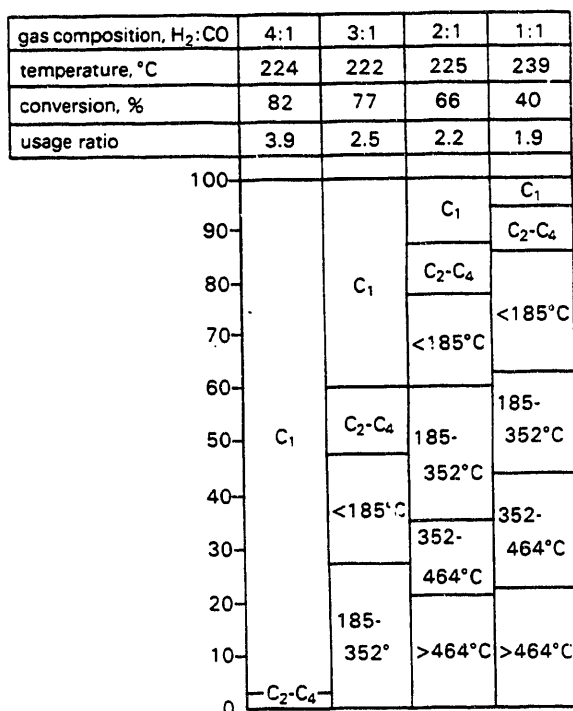 gas composition, H₂:CO 4:1 3:1 2:1 1:1
temperature, °C 224 222 225 239
conversion, % 82 77 66 40
usage ratio 3.9 2.5 2.2 1.9
100
90
80
70
60
50
40
30
20
10
0
C₁
C₂-C₄
C₁
C₂-C₄
<185°C
185-
352°
C₁
C₂-C₄
<185°C
185-
352°C
352-
464°C
>464°C
C₁
C₂-C₄
<185°C
185-
352°C
352-
464°C
>464°C